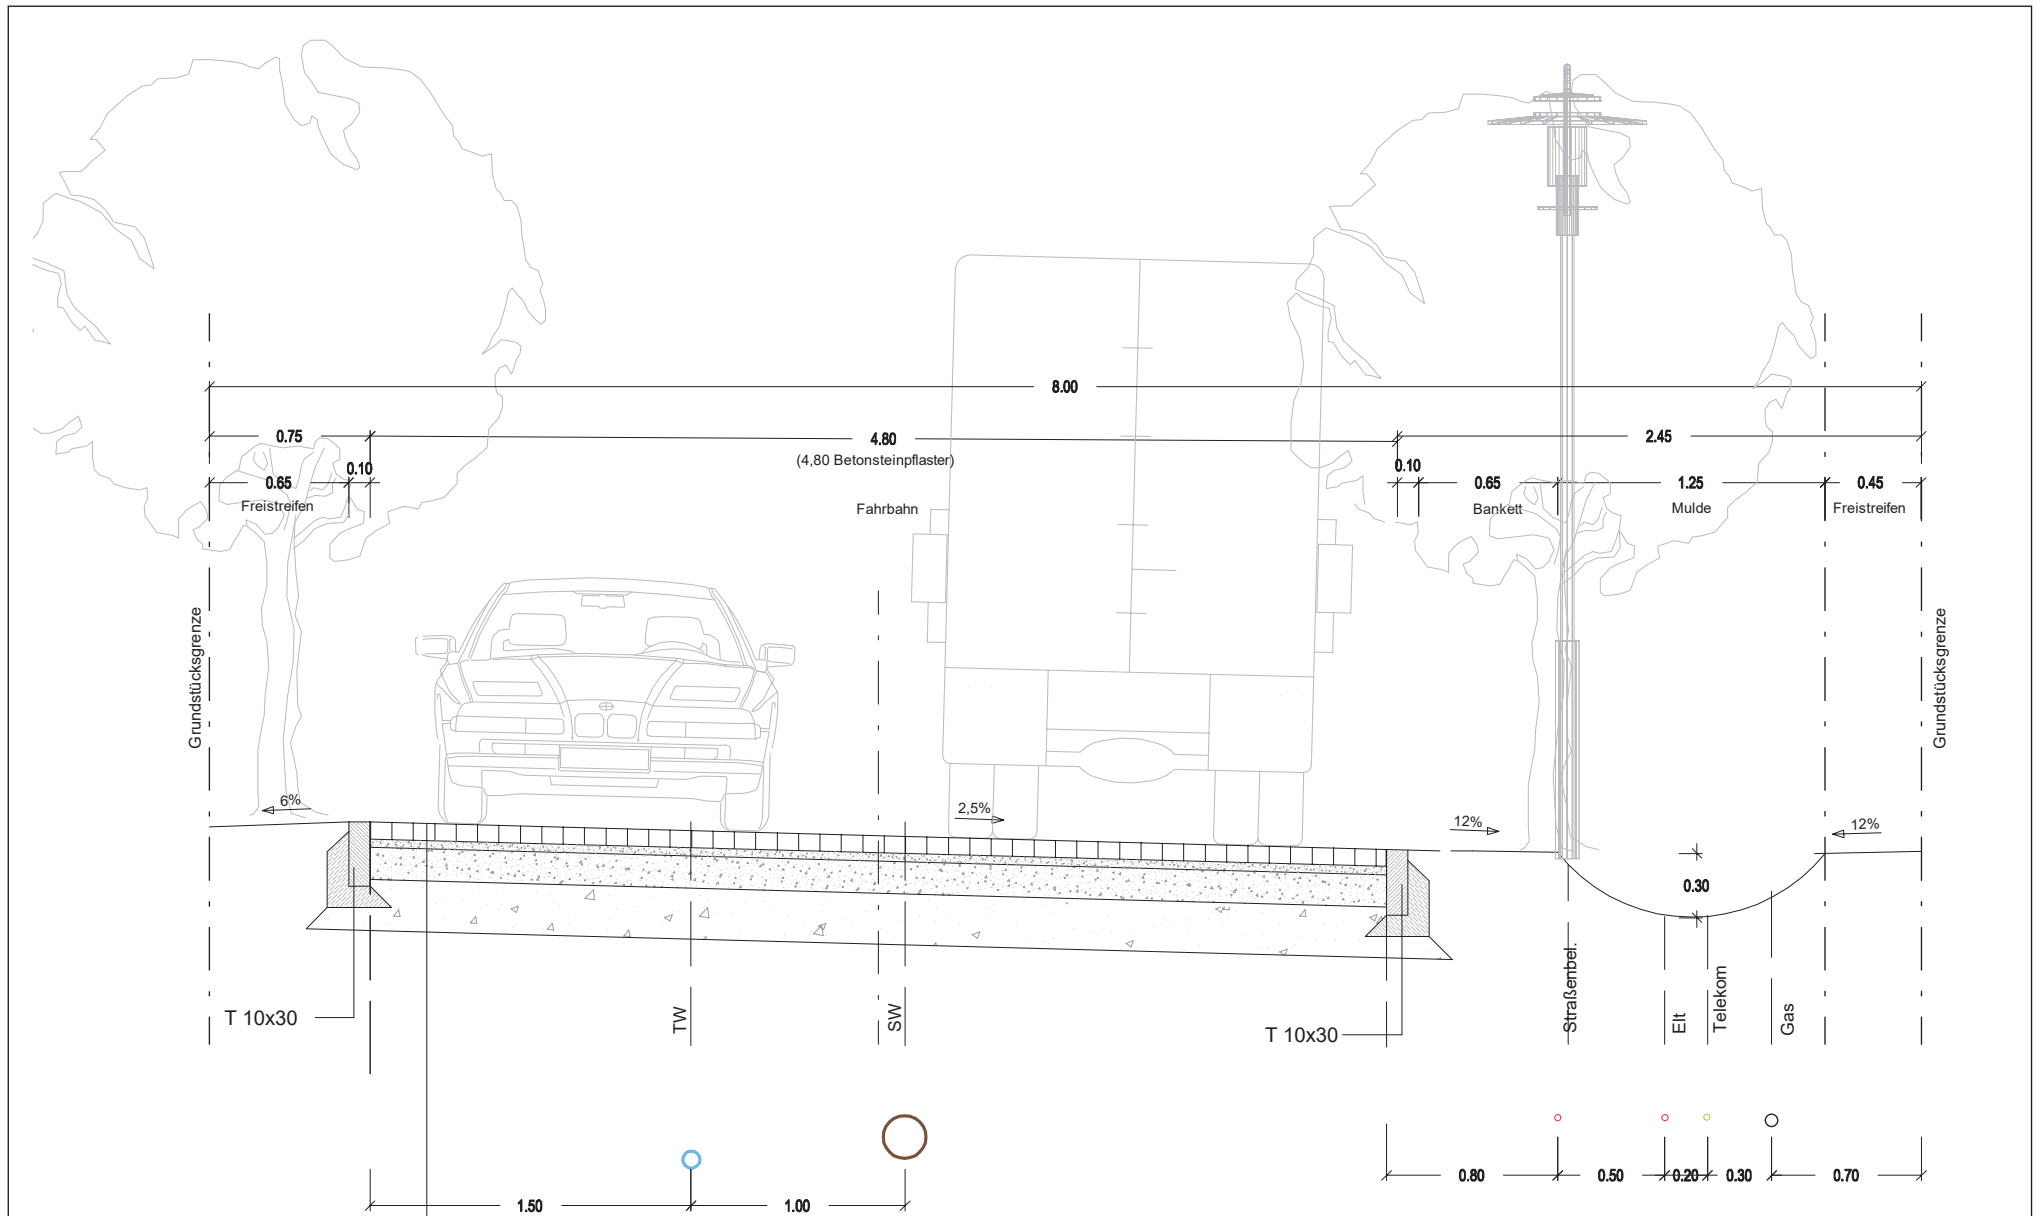 8.00
0.75
4.80
2.45
(4,80 Betonsteinpflaster)
0.10
0.10
0.65
0.65
1.25
0.45
Freistreifen
Fahrbahn
Bankett
Mulde
Freistreifen
Grundstücksgrenze
Grundstücksgrenze
6%
2,5%
12%
12%
0.30
T 10x30
TW
SW
T 10x30
Straßenbel.
Elt
Telekom
Gas
0.80
0.50
0.20
0.30
0.70
1.50
1.00